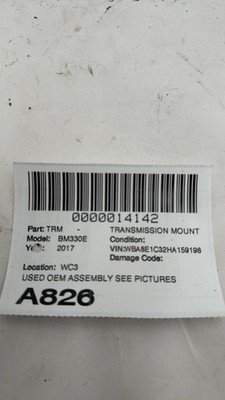 0000014142
Part: TRM - TRANSMISSION MOUNT
Model: BM330E Condition:
Year: 2017 VIN:WBA8E1C32HA159198
Damage Code:
Location: WC3
USED OEM ASSEMBLY SEE PICTURES
A826